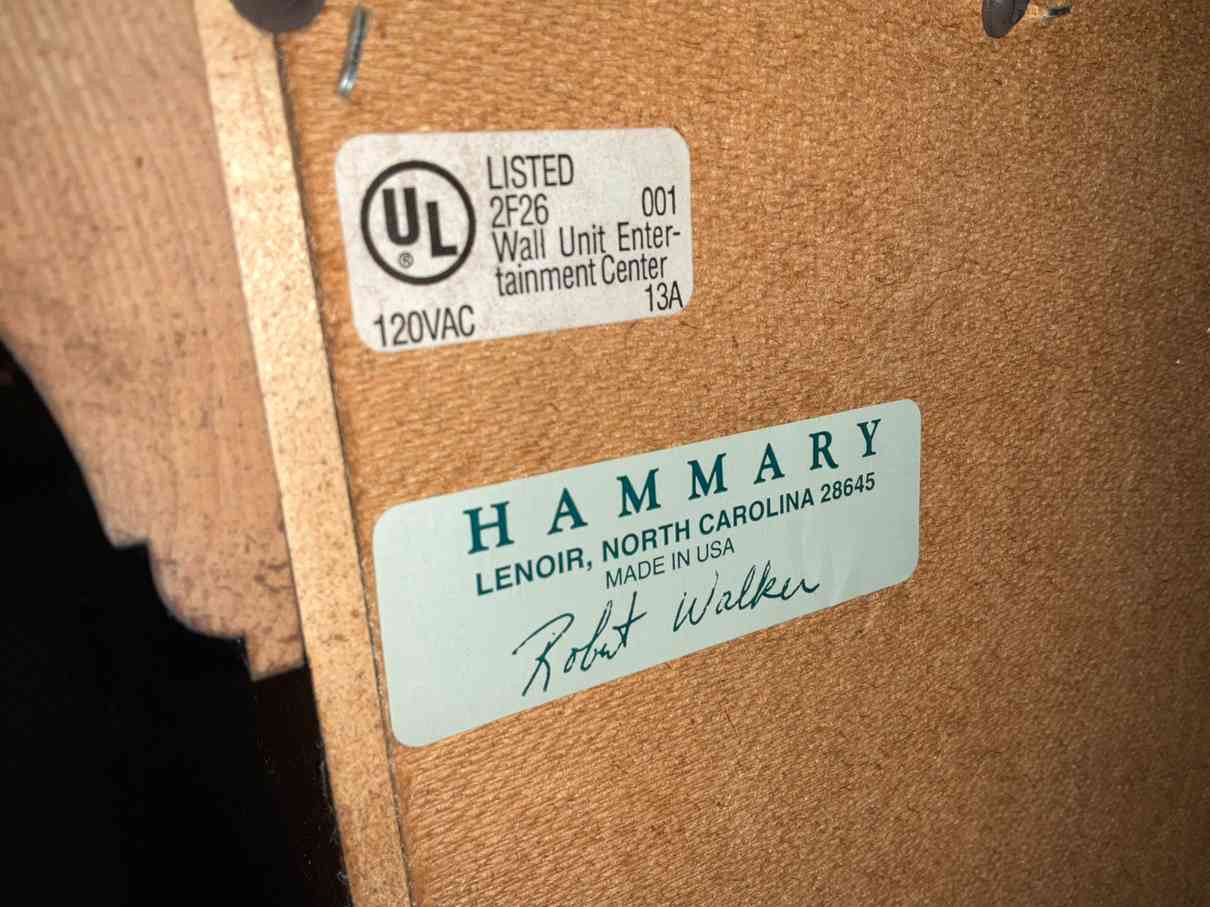 UL
®
LISTED
2F26 001
Wall Unit Enter-
tainment Center
13A
120VAC
HAMMARY
LENOIR, NORTH CAROLINA 28645
MADE IN USA
Robert Walker